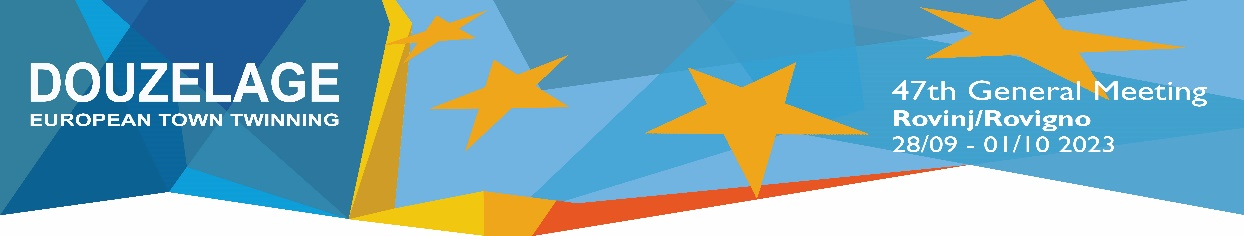 DOUZELAGE
EUROPEAN TOWN TWINNING
47th General Meeting
Rovinj/Rovigno
28/09 - 01/10 2023